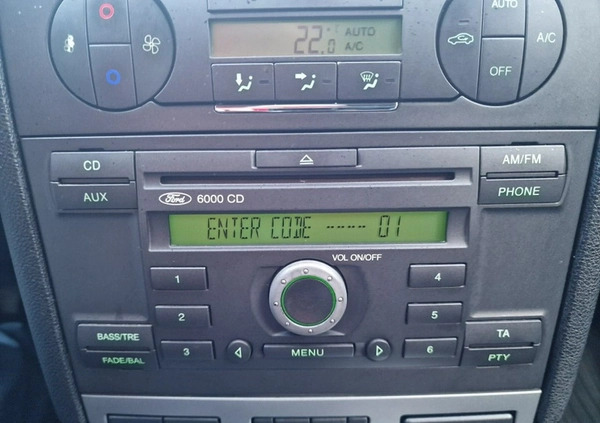 22.0 AUTO A/C
AUTO
A/C
OFF
CD
AUX
AM/FM
PHONE
Ford 6000 CD
ENTER CODE ---- 01
VOL ON/OFF
1
4
2
5
BASS/TRE
FADE/BAL
3
MENU
6
TA
PTY